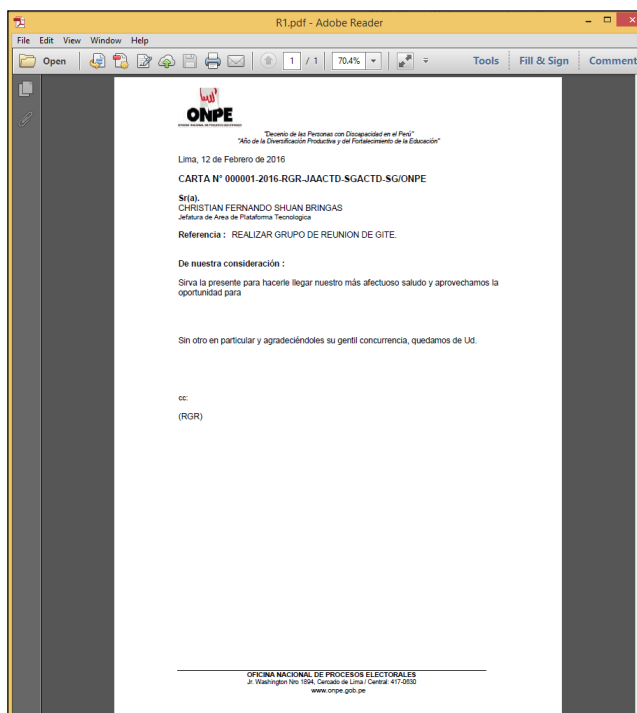 R1.pdf - Adobe Reader
File Edit View Window Help
Open 1 / 1 70.4% Tools Fill & Sign Comment
ONPE
OFICINA NACIONAL DE PROCESOS ELECTORALES
"Decenio de las Personas con Discapacidad en el Perú"
"Año de la Diversificación Productiva y del Fortalecimiento de la Educación"
Lima, 12 de Febrero de 2016
CARTA N° 000001-2016-RGR-JAACTD-SGACTD-SG/ONPE
Sr(a).
CHRISTIAN FERNANDO SHUAN BRINGAS
Jefatura de Area de Plataforma Tecnologica
Referencia : REALIZAR GRUPO DE REUNION DE GITE.
De nuestra consideración :
Sirva la presente para hacerle llegar nuestro más afectuoso saludo y aprovechamos la
oportunidad para
Sin otro en particular y agradeciéndoles su gentil concurrencia, quedamos de Ud.
cc:
(RGR)
OFICINA NACIONAL DE PROCESOS ELECTORALES
Jr. Washington Nro 1894, Cercado de Lima / Central: 417-0630
www.onpe.gob.pe